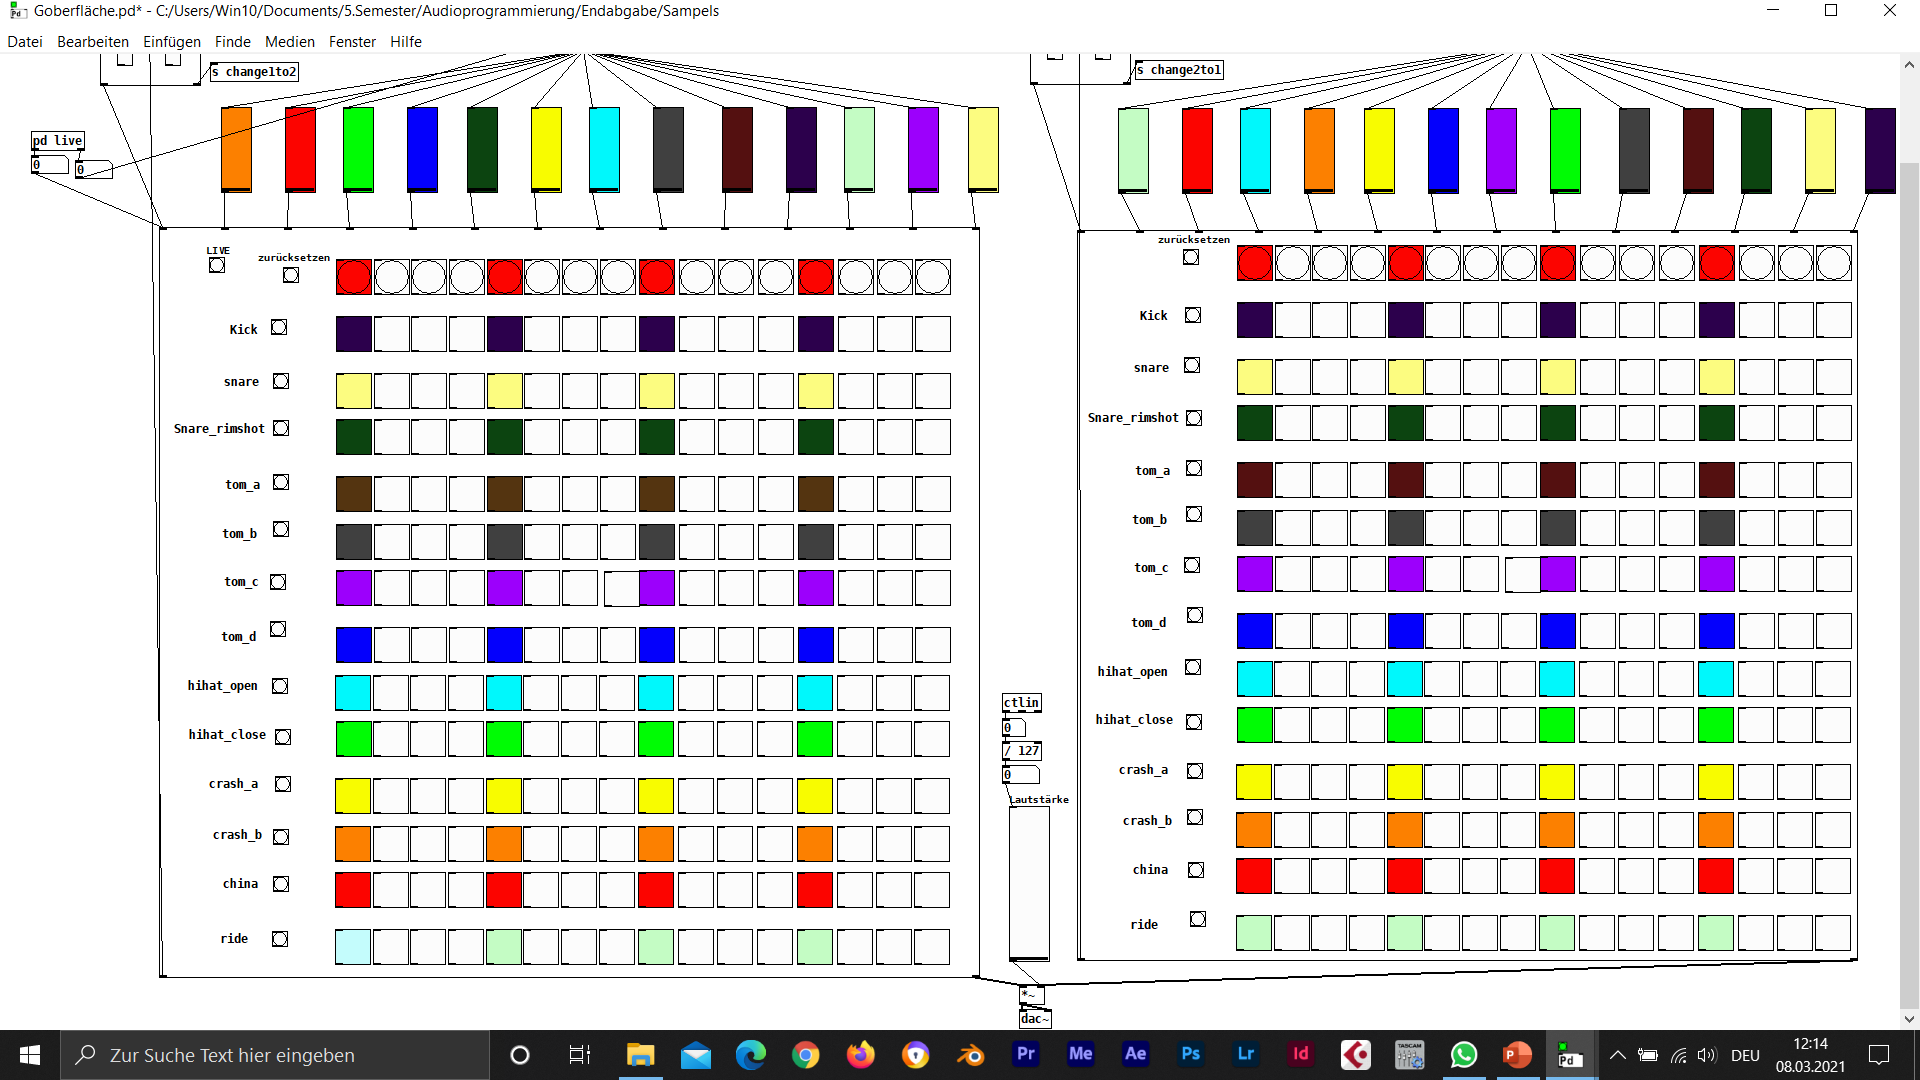 Goberfläche.pd* - C:/Users/Win10/Documents/5.Semester/Audioprogrammierung/Endabgabe/Sampels
Datei Bearbeiten Einfügen Finde Medien Fenster Hilfe
s change1to2
s change2to1
pd live
0
0
LIVE
zurücksetzen
Kick
snare
Snare_rimshot
tom_a
tom_b
tom_c
tom_d
hihat_open
hihat_close
crash_a
crash_b
china
ride
ctlin
0
/ 127
0
Lautstärke
*~
dac~
zurücksetzen
Kick
snare
Snare_rimshot
tom_a
tom_b
tom_c
tom_d
hihat_open
hihat_close
crash_a
crash_b
china
ride
Zur Suche Text hier eingeben
Pr
Me
Ae
Ps
Lr
Id
TASCAM
P
Pd
DEU
12:14
08.03.2021